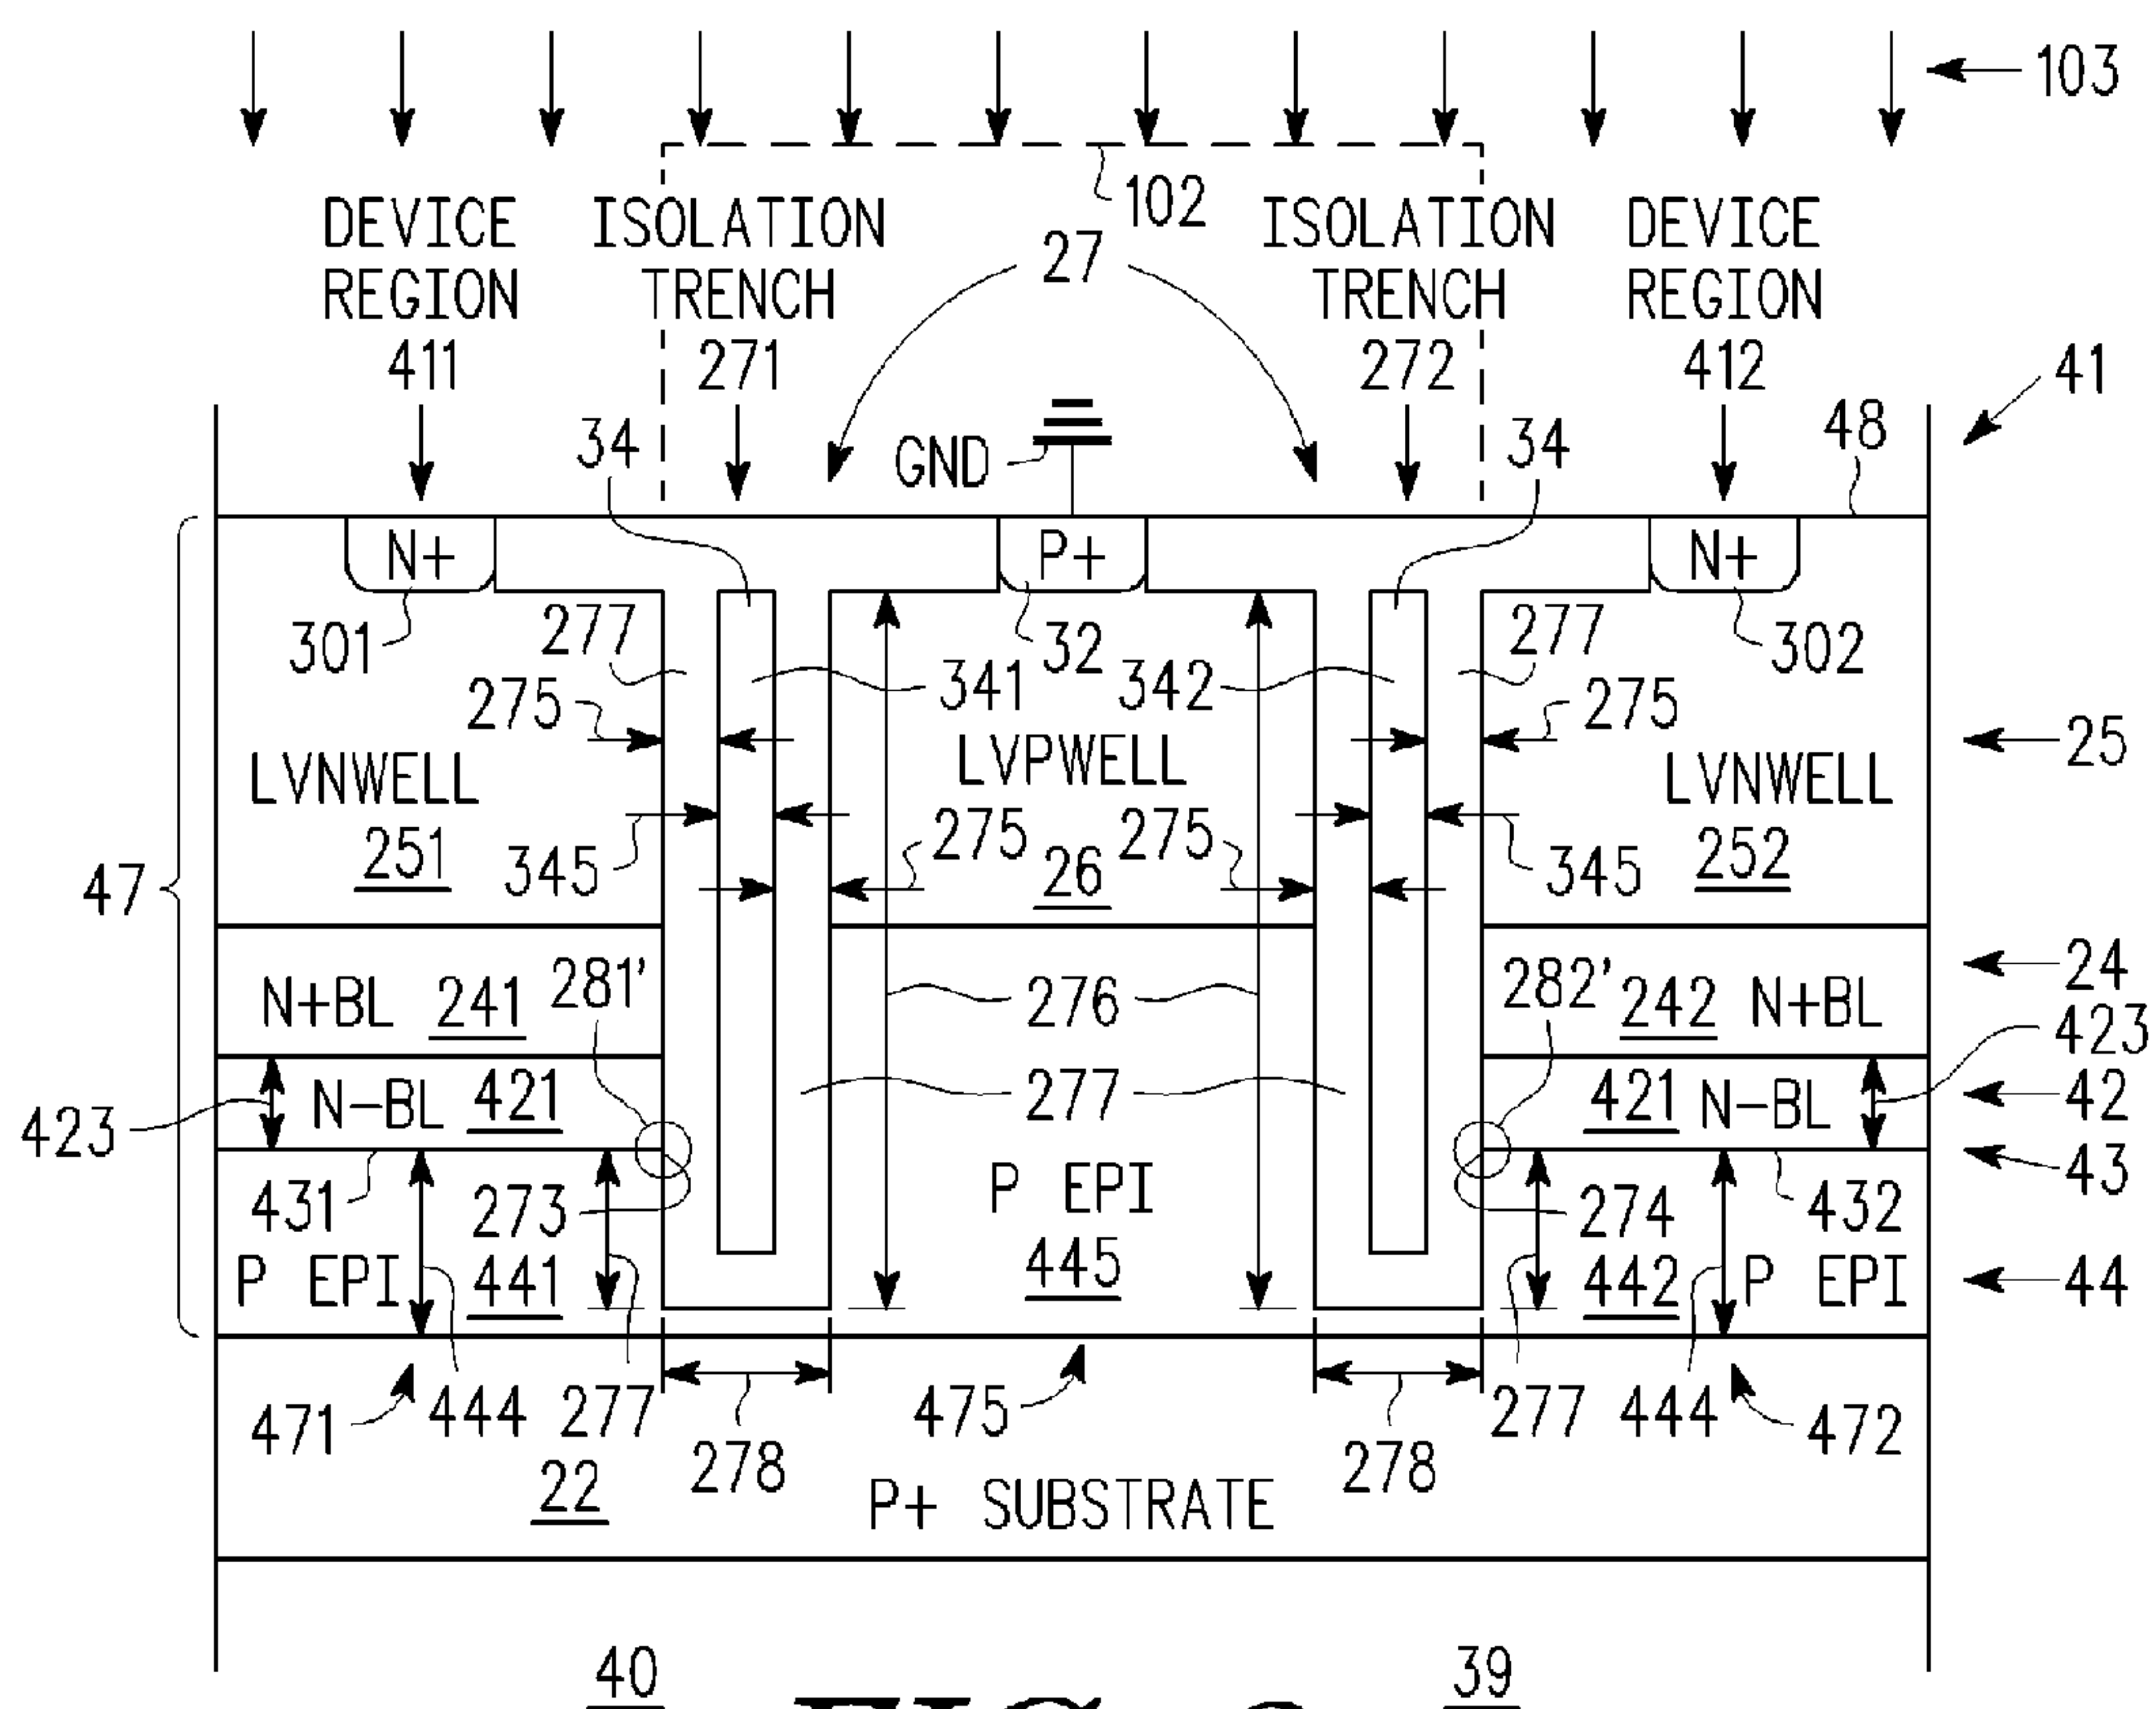 103
102
DEVICE REGION 411
ISOLATION TRENCH 271
27
ISOLATION TRENCH 272
DEVICE REGION 412
41
34
GND
34
48
N+
P+
N+
301
277
32
277
302
275
341
342
275
25
LVNWELL 251
LVPWELL 26
LVNWELL 252
345
275
275
345
47
N+BL 241
281'
276
282'
242 N+BL
24
423
423
N-BL 421
277
421 N-BL
42
43
431
273
P EPI 445
274
432
P EPI 441
442 P EPI
44
471
444
277
278
475
278
277
444
472
22
P+ SUBSTRATE
40
39